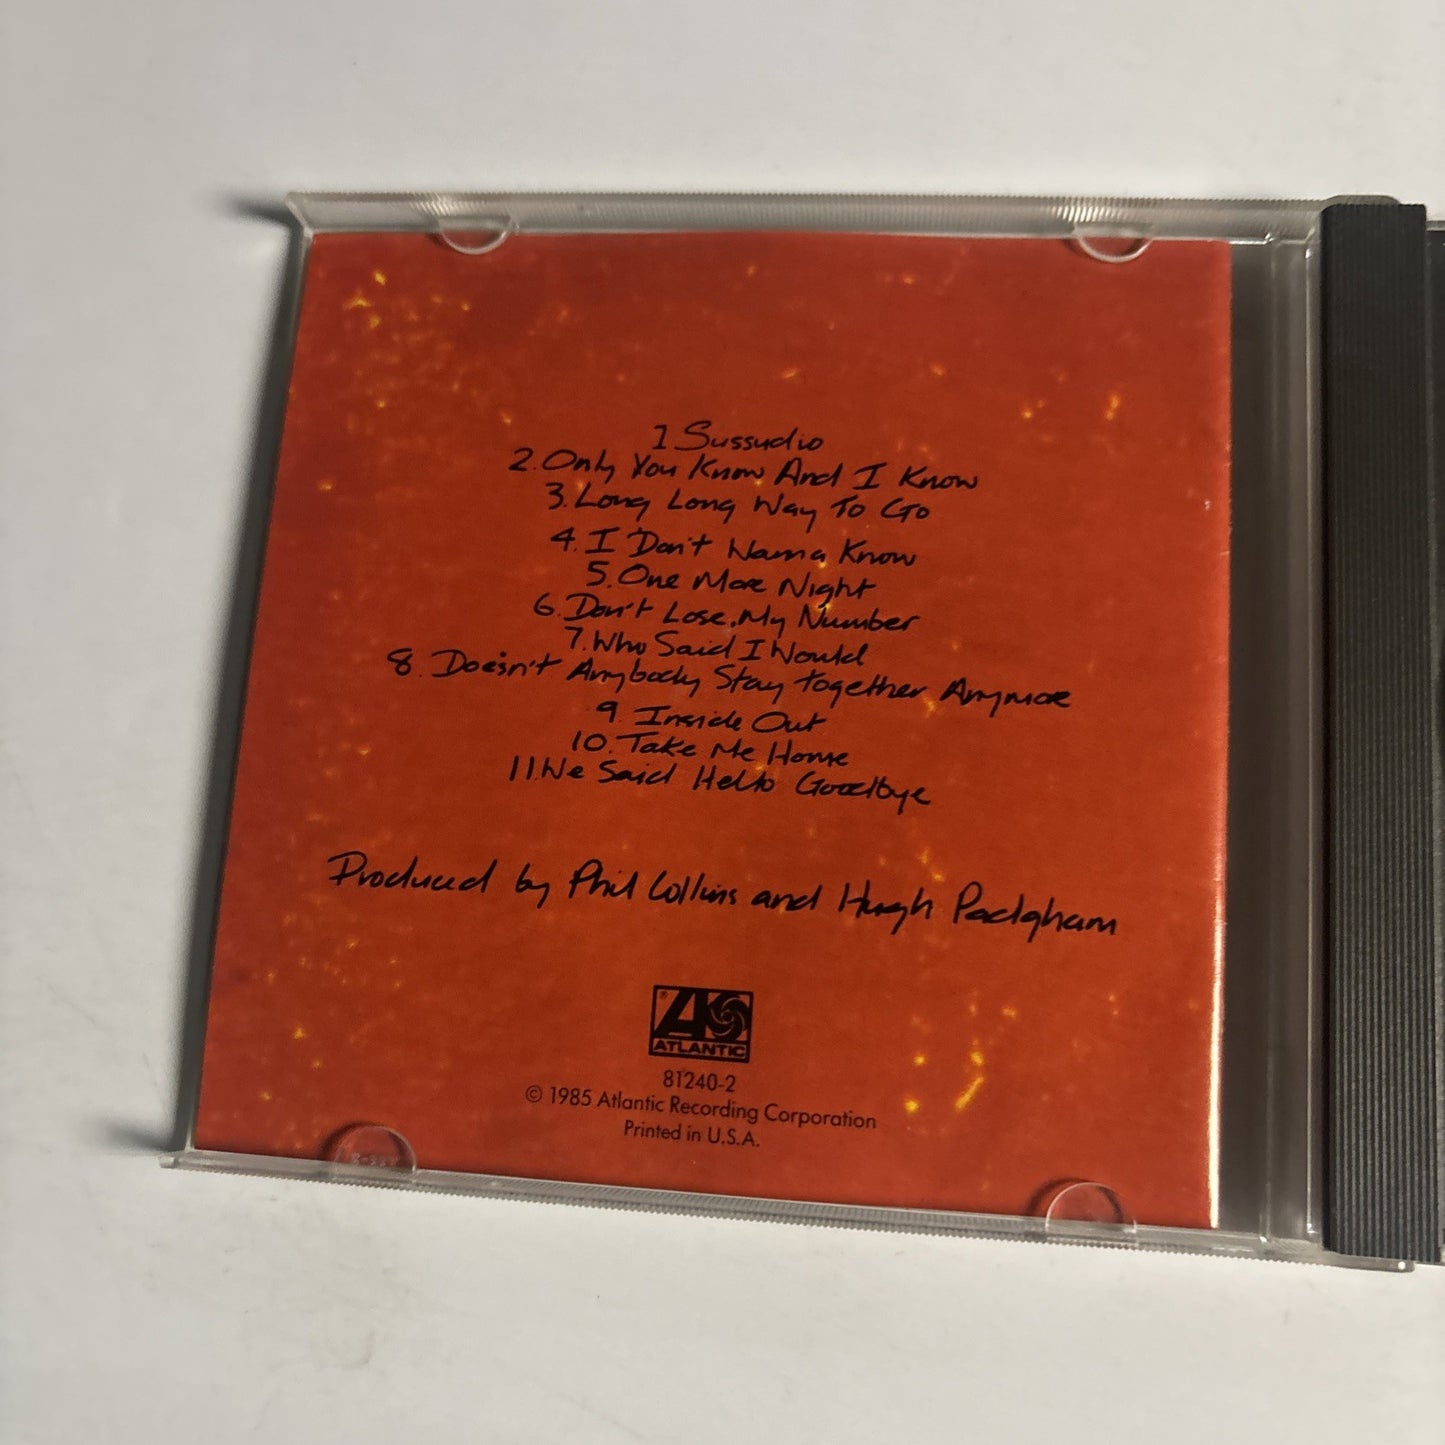 1 Sussudio
2. Only You Know And I Know
3. Long Long Way To Go
4. I Don't Wanna Know
5. One More Night
6. Don't Lose My Number
7. Who Said I Would
8. Doesn't Anybody Stay Together Anymore
9. Inside Out
10. Take Me Home
11. We Said Hello Goodbye
Produced by Phil Collins and Hugh Padgham
®
ATLANTIC
81240-2
© 1985 Atlantic Recording Corporation
Printed in U.S.A.